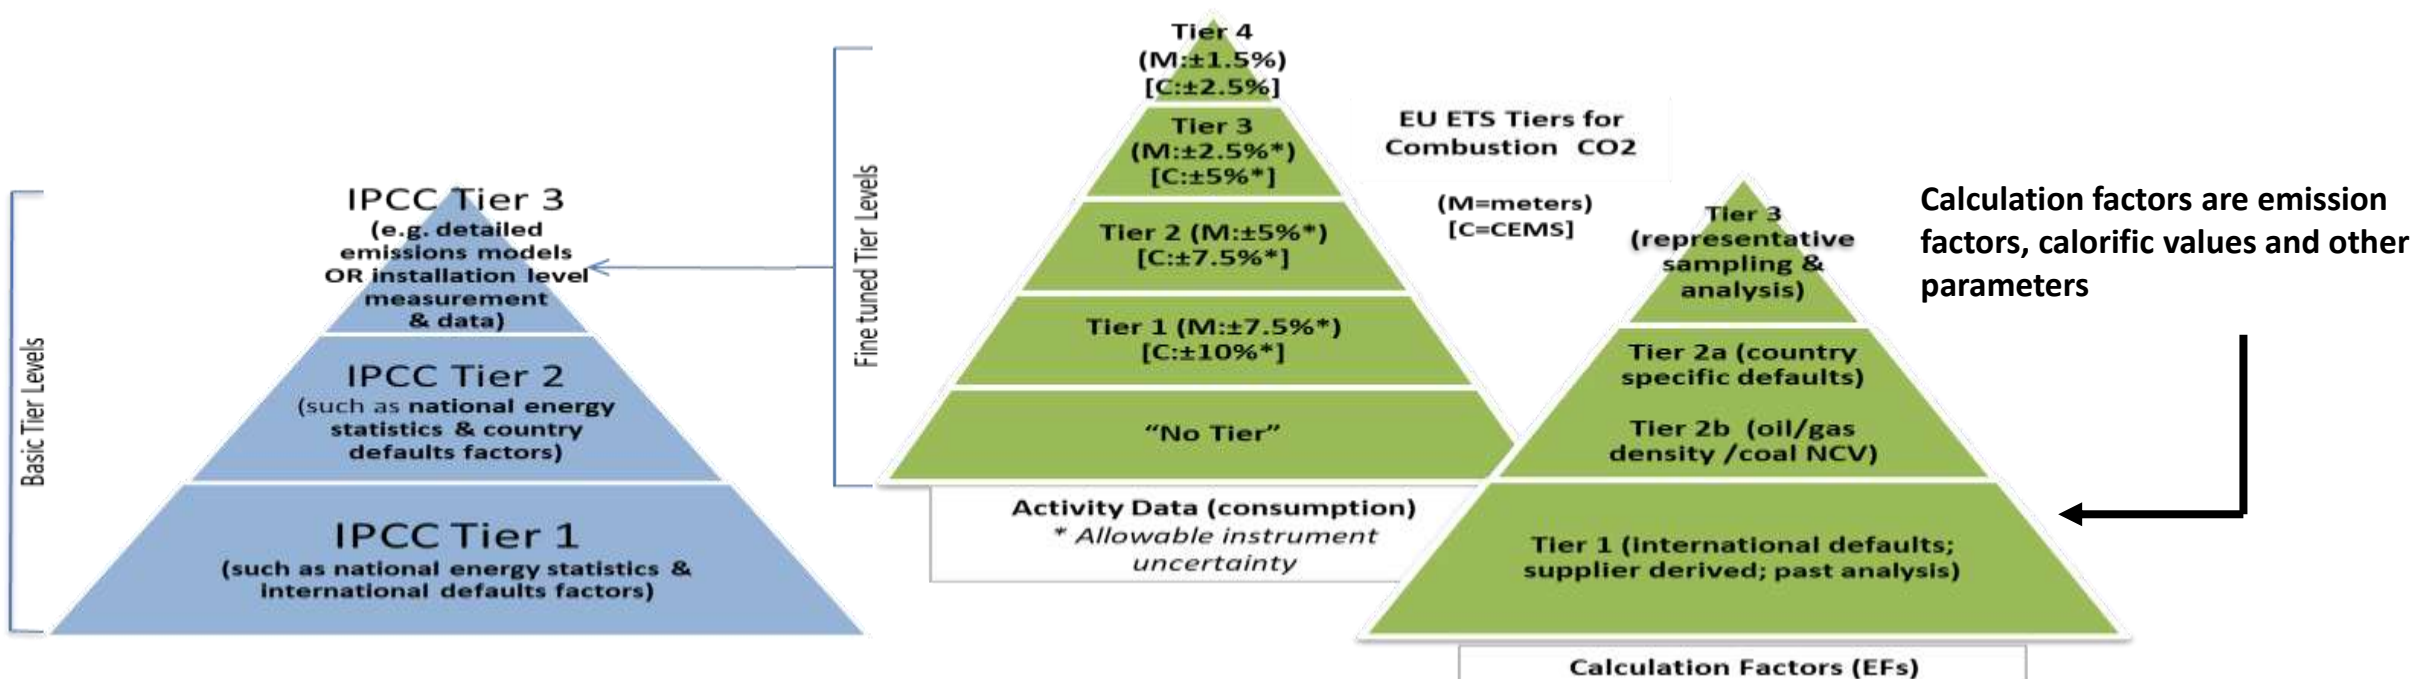 Basic Tier Levels
IPCC Tier 3
(e.g. detailed
emissions models
OR installation level
measurement
& data)
IPCC Tier 2
(such as national energy
statistics & country
defaults factors)
IPCC Tier 1
(such as national energy statistics &
international defaults factors)
Fine tuned Tier Levels
Tier 4
(M:±1.5%)
[C:±2.5%]
Tier 3
(M:±2.5%*)
[C:±5%*]
Tier 2 (M:±5%*)
[C:±7.5%*]
Tier 1 (M:±7.5%*)
[C:±10%*]
“No Tier”
Activity Data (consumption)
* Allowable instrument
uncertainty
EU ETS Tiers for
Combustion CO2
(M=meters)
[C=CEMS]
Tier 3
(representative
sampling &
analysis)
Tier 2a (country
specific defaults)
Tier 2b (oil/gas
density /coal NCV)
Tier 1 (international defaults;
supplier derived; past analysis)
Calculation Factors (EFs)
Calculation factors are emission
factors, calorific values and other
parameters